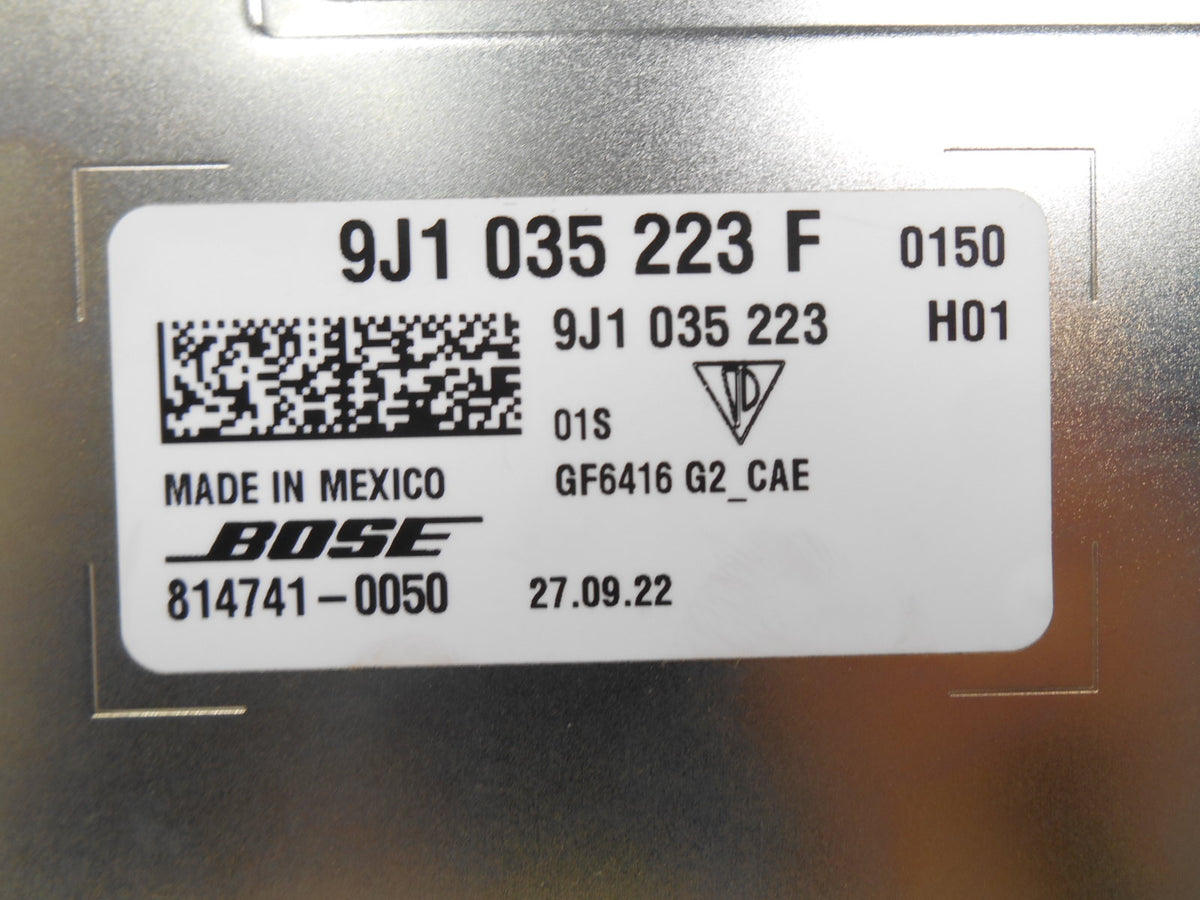 9J1 035 223 F 0150
9J1 035 223 H01
01S
MADE IN MEXICO GF6416 G2_CAE
BOSE
814741-0050 27.09.22